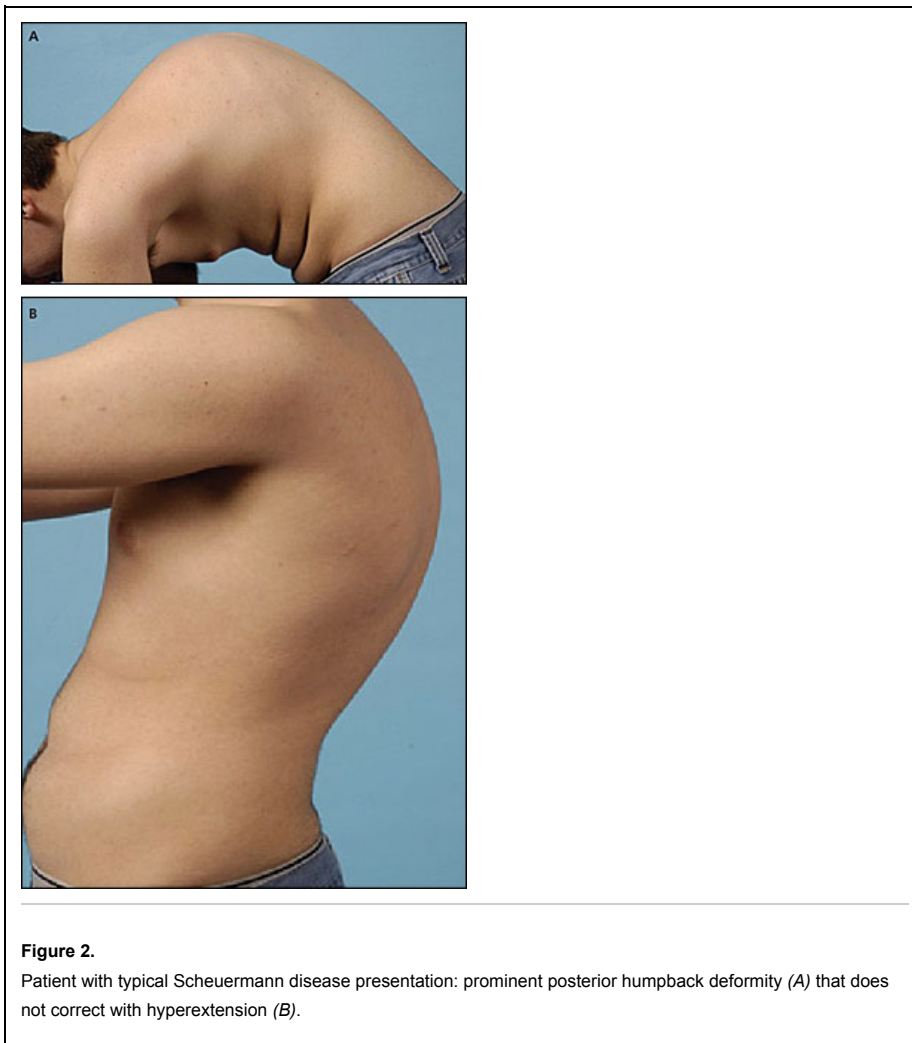 A
B
Figure 2.
Patient with typical Scheuermann disease presentation: prominent posterior humpback deformity (A) that does
not correct with hyperextension (B).